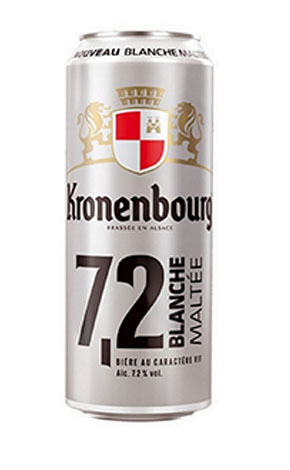 NOUVEAU BLANCHE MALTÉE
Kronenbourg
BRASSÉE EN ALSACE
7,2
BLANCHE
MALTÉE
BIÈRE AU CARACTÈRE VIF
Alc. 7,2 % vol.